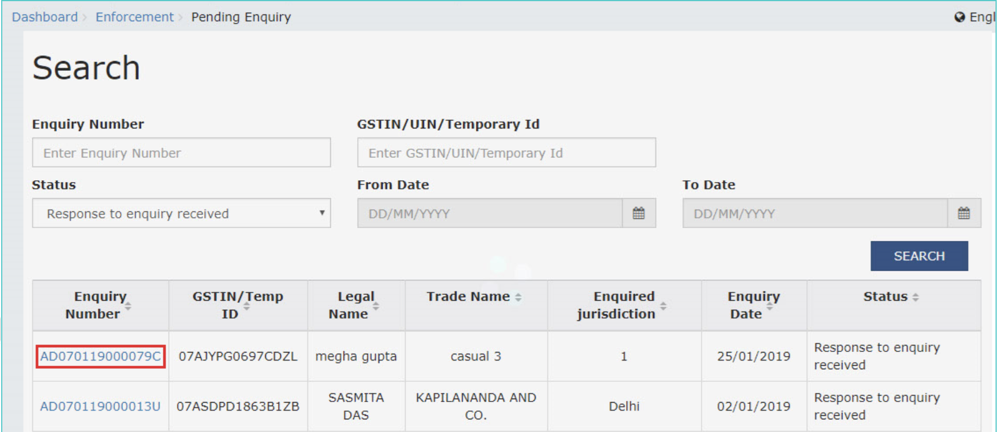 Dashboard > Enforcement > Pending Enquiry
Engl
Search
Enquiry Number
GSTIN/UIN/Temporary Id
Enter Enquiry Number
Enter GSTIN/UIN/Temporary Id
Status
From Date
To Date
Response to enquiry received
DD/MM/YYYY
DD/MM/YYYY
SEARCH
Enquiry
Number
GSTIN/Temp
ID
Legal
Name
Trade Name
Enquired
jurisdiction
Enquiry
Date
Status
AD070119000079C
07AJYPG0697CDZL
megha gupta
casual 3
1
25/01/2019
Response to enquiry
received
AD070119000013U
07ASDPD1863B1ZB
SASMITA
DAS
KAPILANANDA AND
CO.
Delhi
02/01/2019
Response to enquiry
received